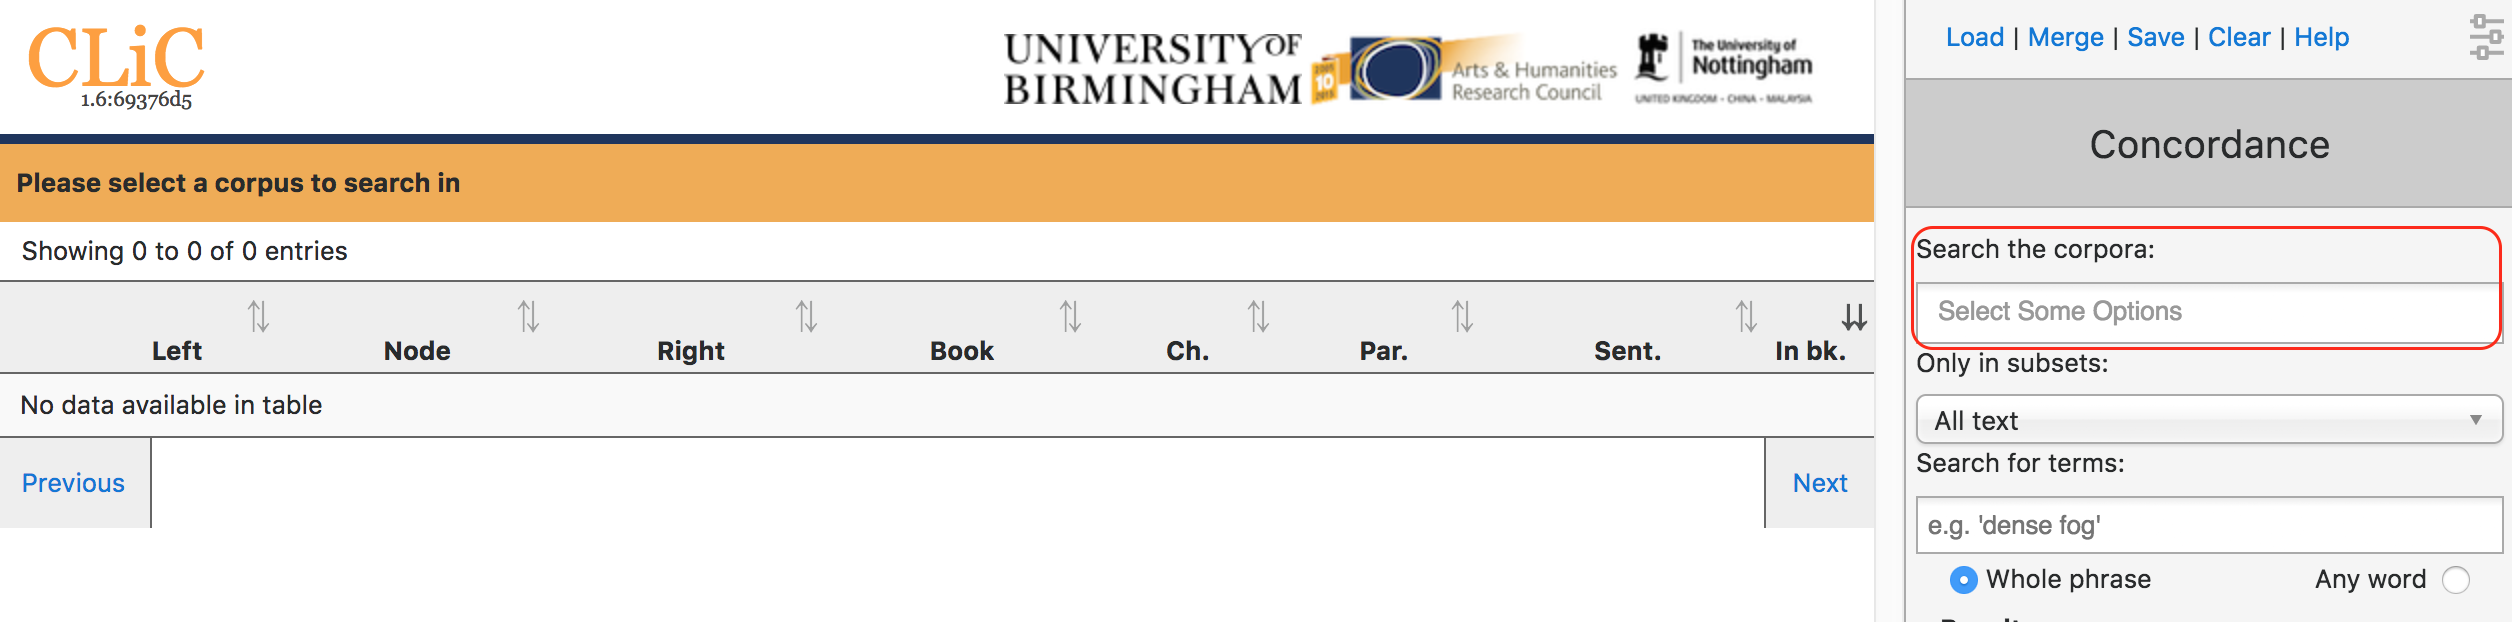 CLiC
1.6:69376d5
UNIVERSITY OF
BIRMINGHAM
2005
10
2015
Arts & Humanities
Research Council
The University of
Nottingham
UNITED KINGDOM • CHINA • MALAYSIA
Please select a corpus to search in
Showing 0 to 0 of 0 entries
Left Node Right Book Ch. Par. Sent. In bk.
No data available in table
Previous Next
Load | Merge | Save | Clear | Help
Concordance
Search the corpora:
Select Some Options
Only in subsets:
All text
Search for terms:
e.g. 'dense fog'
Whole phrase Any word